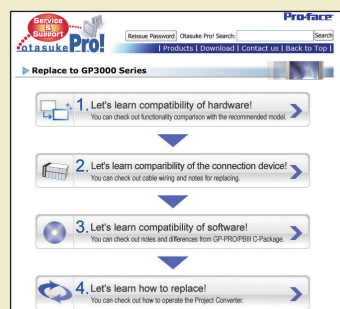 Service
&
Support
otasuke Pro!
Pro-face
Reissue Password Otasuke Pro! Search: Search
| Products | Download | Contact us | Back to Top |
Replace to GP3000 Series
1. Let's learn compatibility of hardware!
You can check out functionality comparison with the recommended model.
2. Let's learn comparibility of the connection device!
You can check out cable wiring and notes for replacing.
3. Let's learn compatibility of software!
You can check out notes and differences from GP-PRO/PBIII C-Package.
4. Let's learn how to replace!
You can check out how to operate the Project Converter.